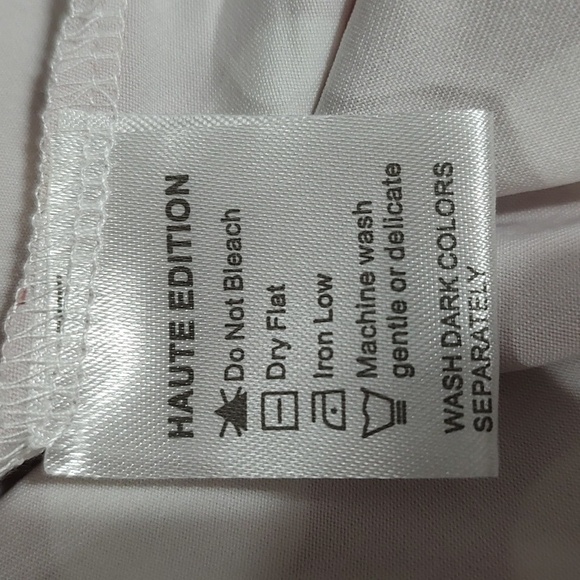 HAUTE EDITION
Do Not Bleach
Dry Flat
Iron Low
Machine wash
gentle or delicate
WASH DARK COLORS
SEPARATELY